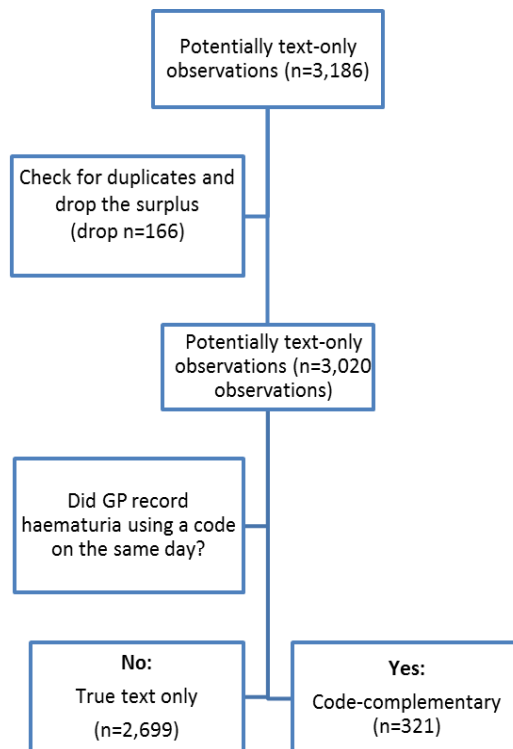 Potentially text-only
observations (n=3,186)
Check for duplicates and
drop the surplus
(drop n=166)
Potentially text-only
observations (n=3,020
observations)
Did GP record
haematuria using a code
on the same day?
No:
True text only
(n=2,699)
Yes:
Code-complementary
(n=321)